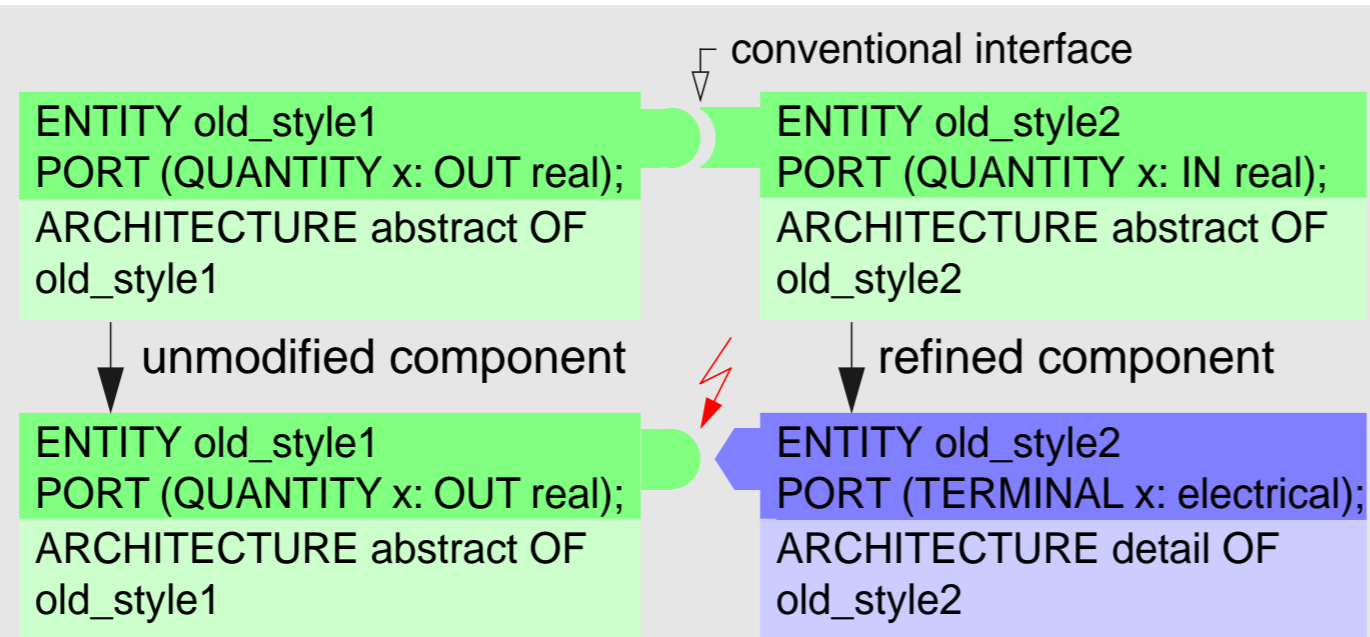 conventional interface
ENTITY old_style1
PORT (QUANTITY x: OUT real);
ARCHITECTURE abstract OF
old_style1
ENTITY old_style2
PORT (QUANTITY x: IN real);
ARCHITECTURE abstract OF
old_style2
unmodified component
refined component
ENTITY old_style1
PORT (QUANTITY x: OUT real);
ARCHITECTURE abstract OF
old_style1
ENTITY old_style2
PORT (TERMINAL x: electrical);
ARCHITECTURE detail OF
old_style2